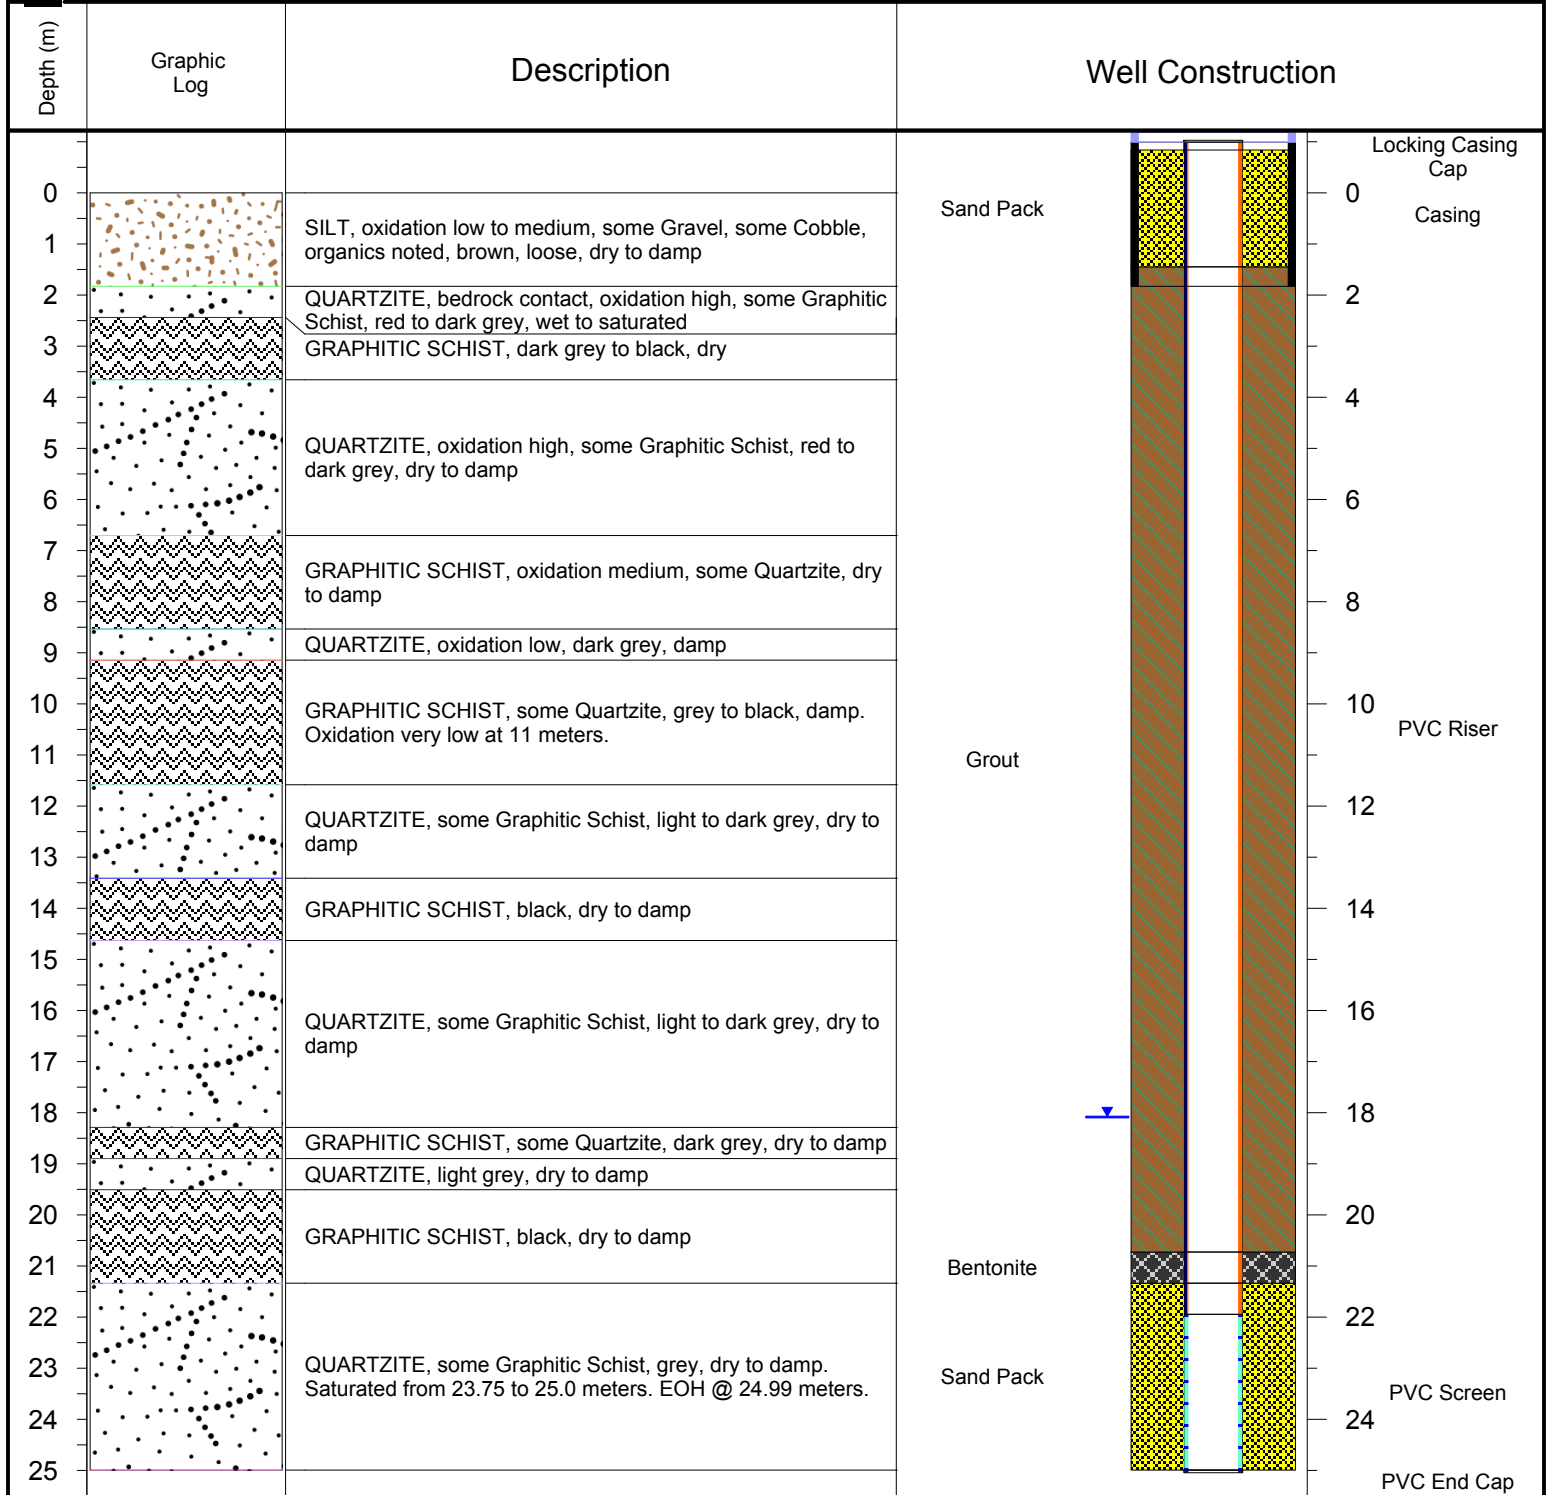 Depth (m)
Graphic
Log
Description
Well Construction
0
1
2
3
4
5
6
7
8
9
10
11
12
13
14
15
16
17
18
19
20
21
22
23
24
25
SILT, oxidation low to medium, some Gravel, some Cobble,
organics noted, brown, loose, dry to damp
QUARTZITE, bedrock contact, oxidation high, some Graphitic
Schist, red to dark grey, wet to saturated
GRAPHITIC SCHIST, dark grey to black, dry
QUARTZITE, oxidation high, some Graphitic Schist, red to
dark grey, dry to damp
GRAPHITIC SCHIST, oxidation medium, some Quartzite, dry
to damp
QUARTZITE, oxidation low, dark grey, damp
GRAPHITIC SCHIST, some Quartzite, grey to black, damp.
Oxidation very low at 11 meters.
QUARTZITE, some Graphitic Schist, light to dark grey, dry to
damp
GRAPHITIC SCHIST, black, dry to damp
QUARTZITE, some Graphitic Schist, light to dark grey, dry to
damp
GRAPHITIC SCHIST, some Quartzite, dark grey, dry to damp
QUARTZITE, light grey, dry to damp
GRAPHITIC SCHIST, black, dry to damp
QUARTZITE, some Graphitic Schist, grey, dry to damp.
Saturated from 23.75 to 25.0 meters. EOH @ 24.99 meters.
Sand Pack
Grout
Bentonite
Sand Pack
0
2
4
6
8
10
12
14
16
18
20
22
24
Locking Casing
Cap
Casing
PVC Riser
PVC Screen
PVC End Cap